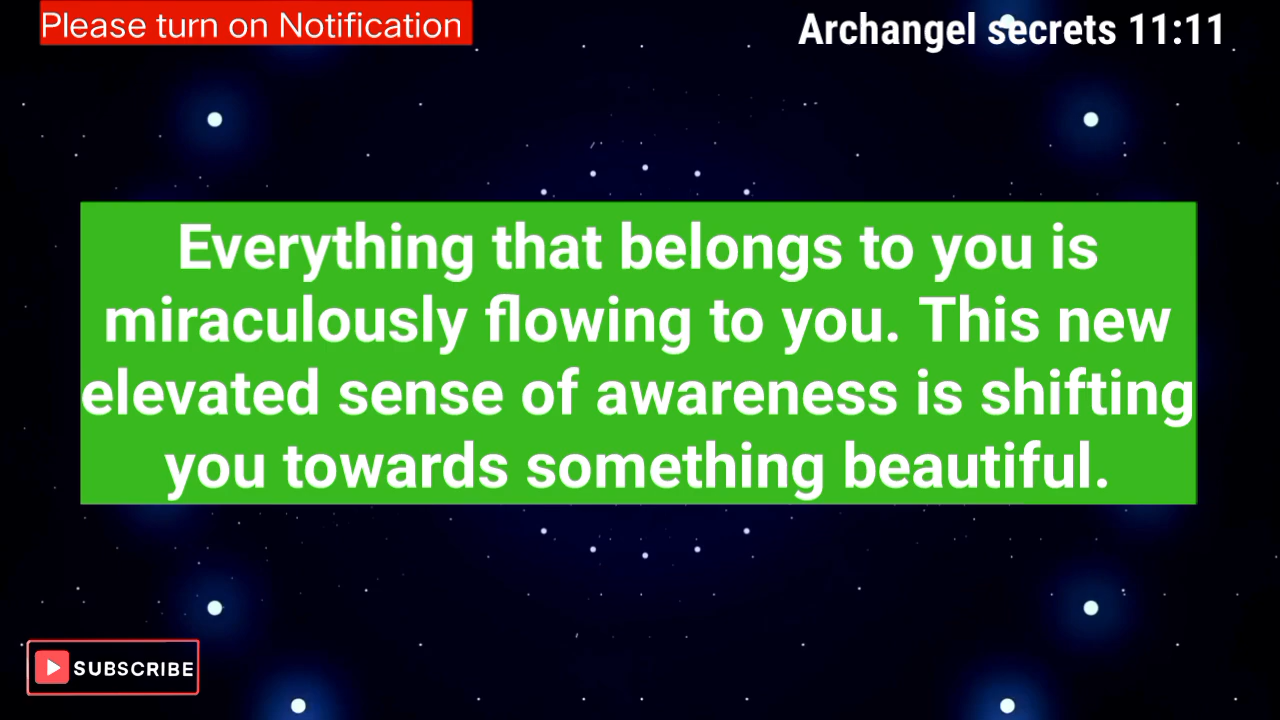 Please turn on Notification
Archangel secrets 11:11
Everything that belongs to you is
miraculously flowing to you. This new
elevated sense of awareness is shifting
you towards something beautiful.
SUBSCRIBE